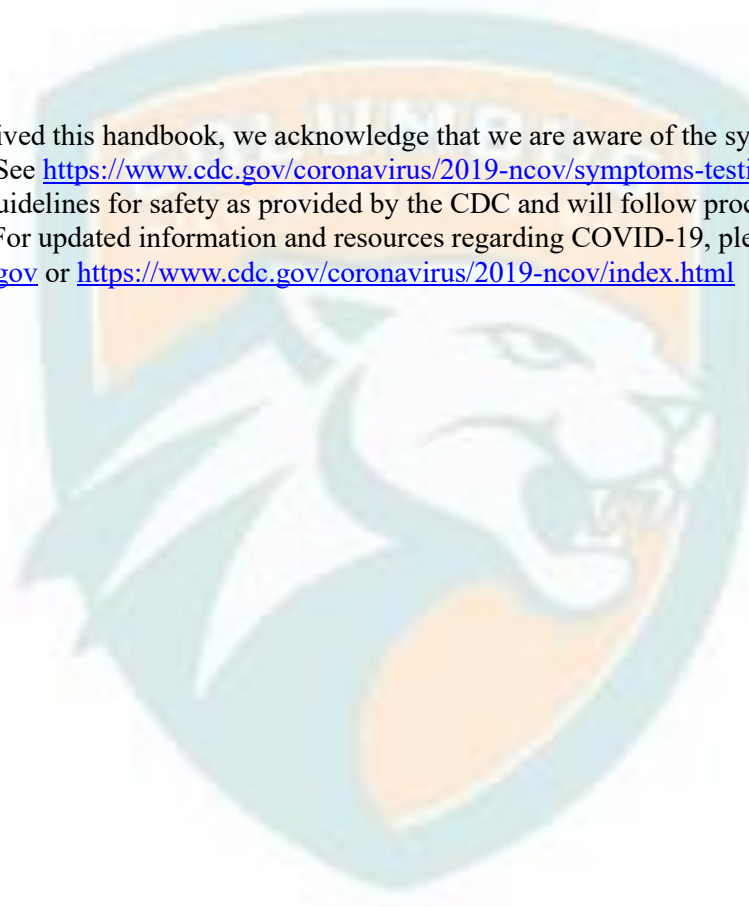 ived this handbook, we acknowledge that we are aware of the sy
See https://www.cdc.gov/coronavirus/2019-ncov/symptoms-testi
uidelines for safety as provided by the CDC and will follow proc
For updated information and resources regarding COVID-19, ple
gov or https://www.cdc.gov/coronavirus/2019-ncov/index.html